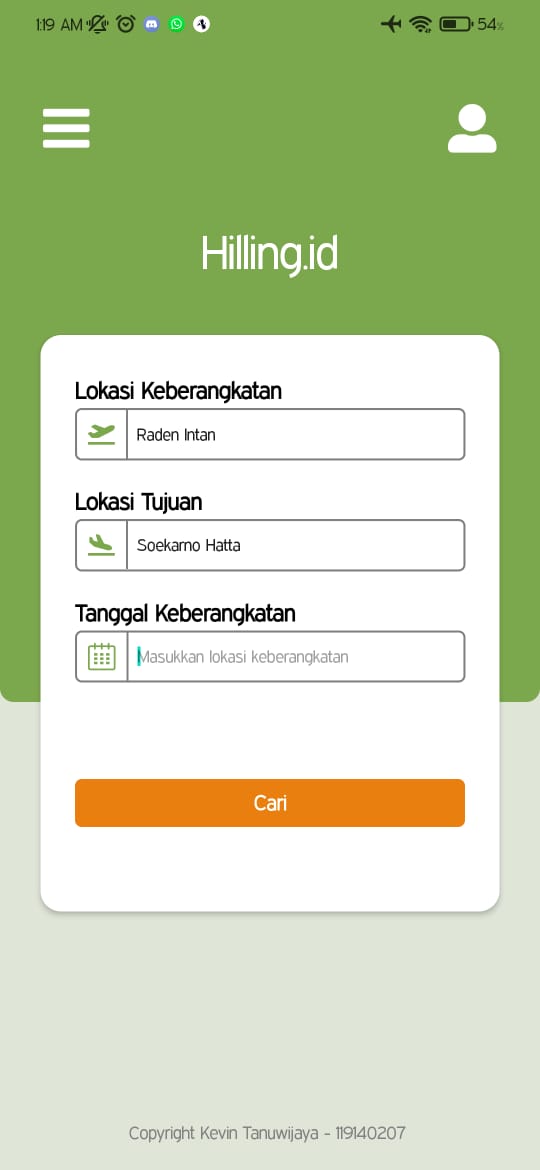 1:19 AM
54%
Hilling.id
Lokasi Keberangkatan
Raden Intan
Lokasi Tujuan
Soekarno Hatta
Tanggal Keberangkatan
Masukkan lokasi keberangkatan
Cari
Copyright Kevin Tanuwijaya - 119140207